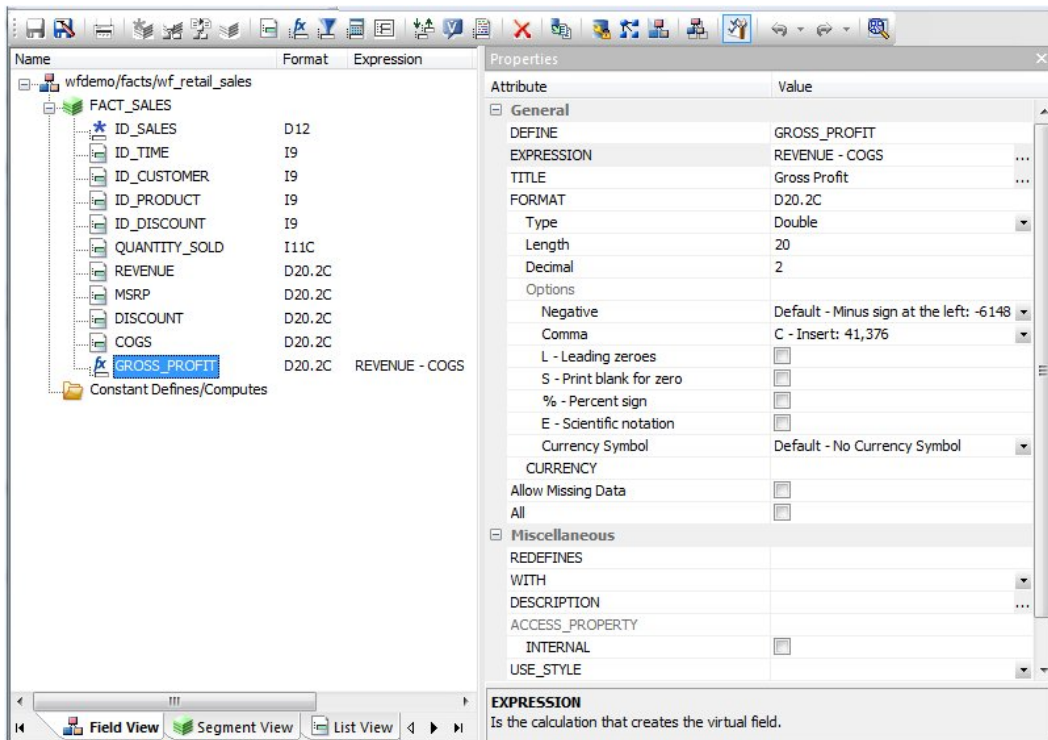 Name Format Expression
wfdemo/facts/wf_retail_sales
FACT_SALES
ID_SALES D12
ID_TIME I9
ID_CUSTOMER I9
ID_PRODUCT I9
ID_DISCOUNT I9
QUANTITY_SOLD I11C
REVENUE D20.2C
MSRP D20.2C
DISCOUNT D20.2C
COGS D20.2C
GROSS_PROFIT D20.2C REVENUE - COGS
Constant Defines/Computes
Field View Segment View List View
Properties
Attribute Value
General
DEFINE GROSS_PROFIT
EXPRESSION REVENUE - COGS ...
TITLE Gross Profit ...
FORMAT D20.2C
Type Double
Length 20
Decimal 2
Options
Negative Default - Minus sign at the left: -6148
Comma C - Insert: 41,376
L - Leading zeroes
S - Print blank for zero
% - Percent sign
E - Scientific notation
Currency Symbol Default - No Currency Symbol
CURRENCY
Allow Missing Data
All
Miscellaneous
REDEFINES
WITH
DESCRIPTION ...
ACCESS_PROPERTY
INTERNAL
USE_STYLE
EXPRESSION
Is the calculation that creates the virtual field.